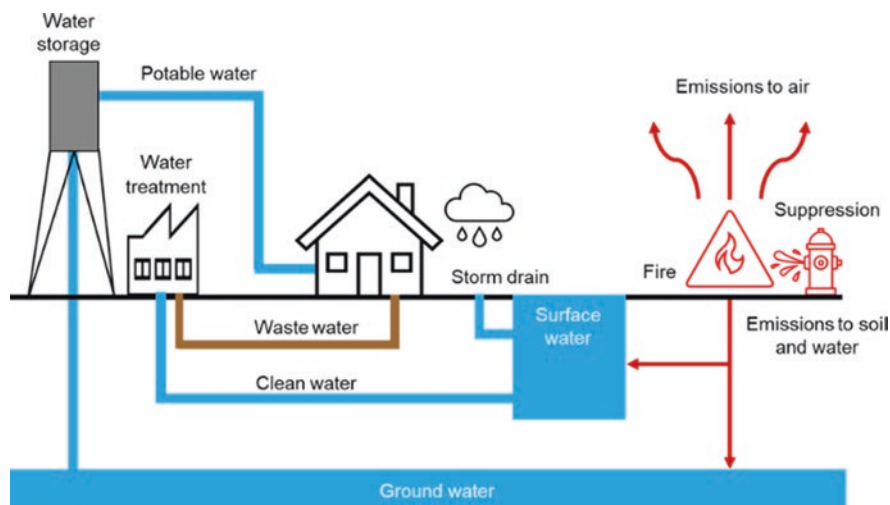 Water
storage
Potable water
Emissions to air
Water
treatment
Suppression
Storm drain
Fire
Waste water
Surface
water
Emissions to soil
and water
Clean water
Ground water